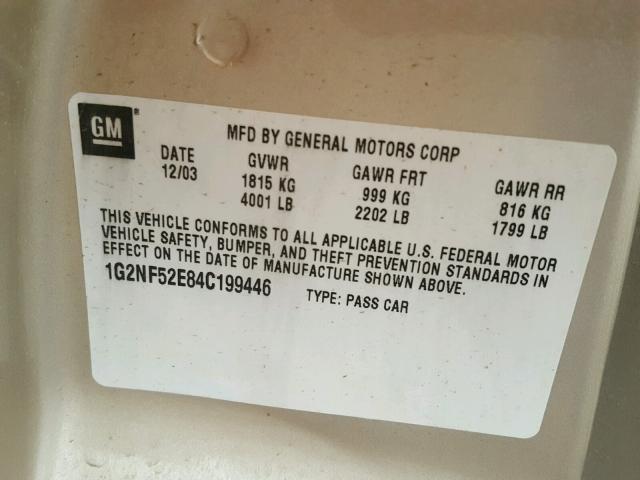 GM ®
MFD BY GENERAL MOTORS CORP
DATE GVWR GAWR FRT GAWR RR
12/03 1815 KG 999 KG 816 KG
4001 LB 2202 LB 1799 LB
THIS VEHICLE CONFORMS TO ALL APPLICABLE U.S. FEDERAL MOTOR
VEHICLE SAFETY, BUMPER, AND THEFT PREVENTION STANDARDS IN
EFFECT ON THE DATE OF MANUFACTURE SHOWN ABOVE.
1G2NF52E84C199446 TYPE: PASS CAR